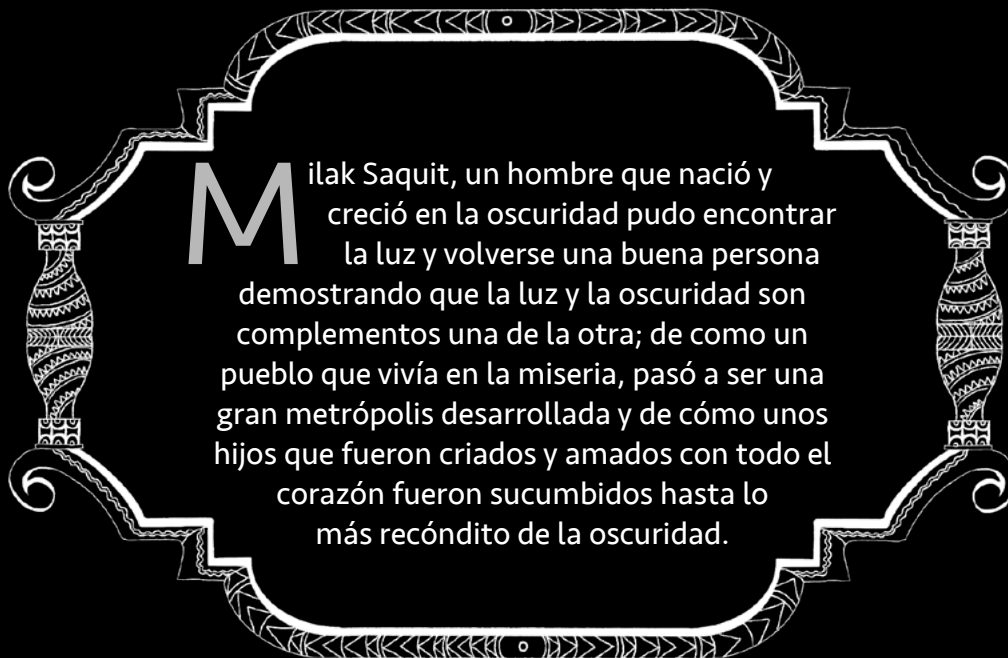 Milak Saquit, un hombre que nació y
creció en la oscuridad pudo encontrar
la luz y volverse una buena persona
demostrando que la luz y la oscuridad son
complementos una de la otra; de como un
pueblo que vivía en la miseria, pasó a ser una
gran metrópolis desarrollada y de cómo unos
hijos que fueron criados y amados con todo el
corazón fueron sucumbidos hasta lo
más recóndito de la oscuridad.